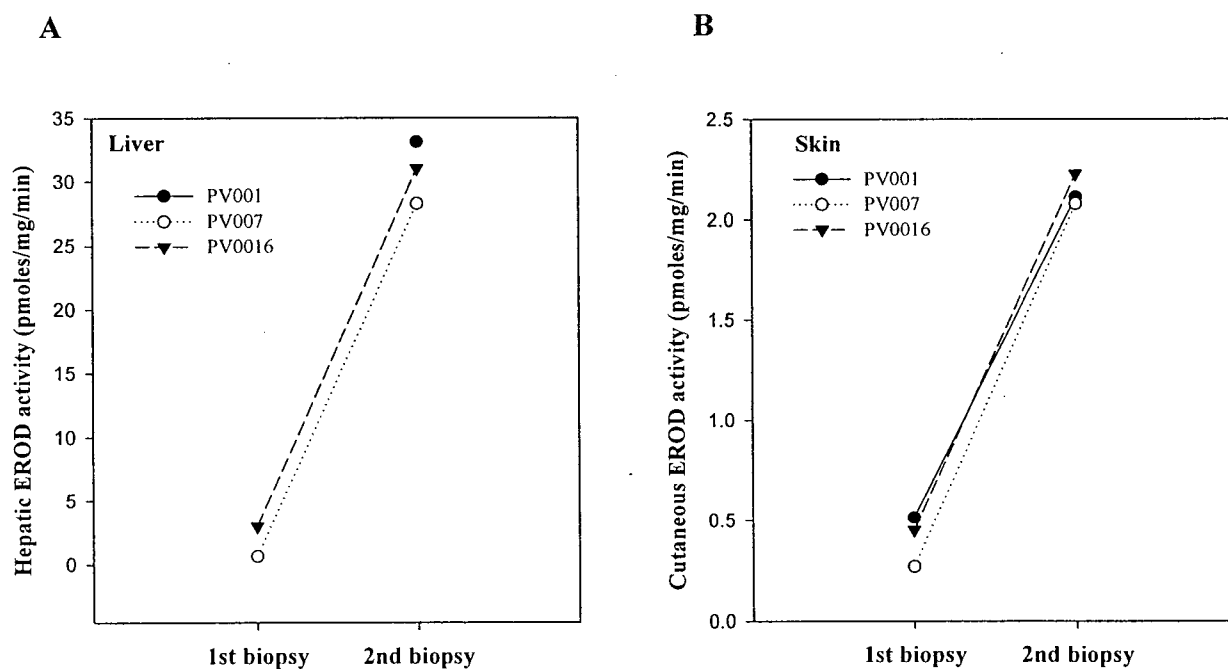 A
Hepatic EROD activity (pmoles/mg/min)
35
30
25
20
15
10
5
0
Liver
PV001
PV007
PV0016
1st biopsy 2nd biopsy
B
Cutaneous EROD activity (pmoles/mg/min)
2.5
2.0
1.5
1.0
0.5
0.0
Skin
PV001
PV007
PV0016
1st biopsy 2nd biopsy